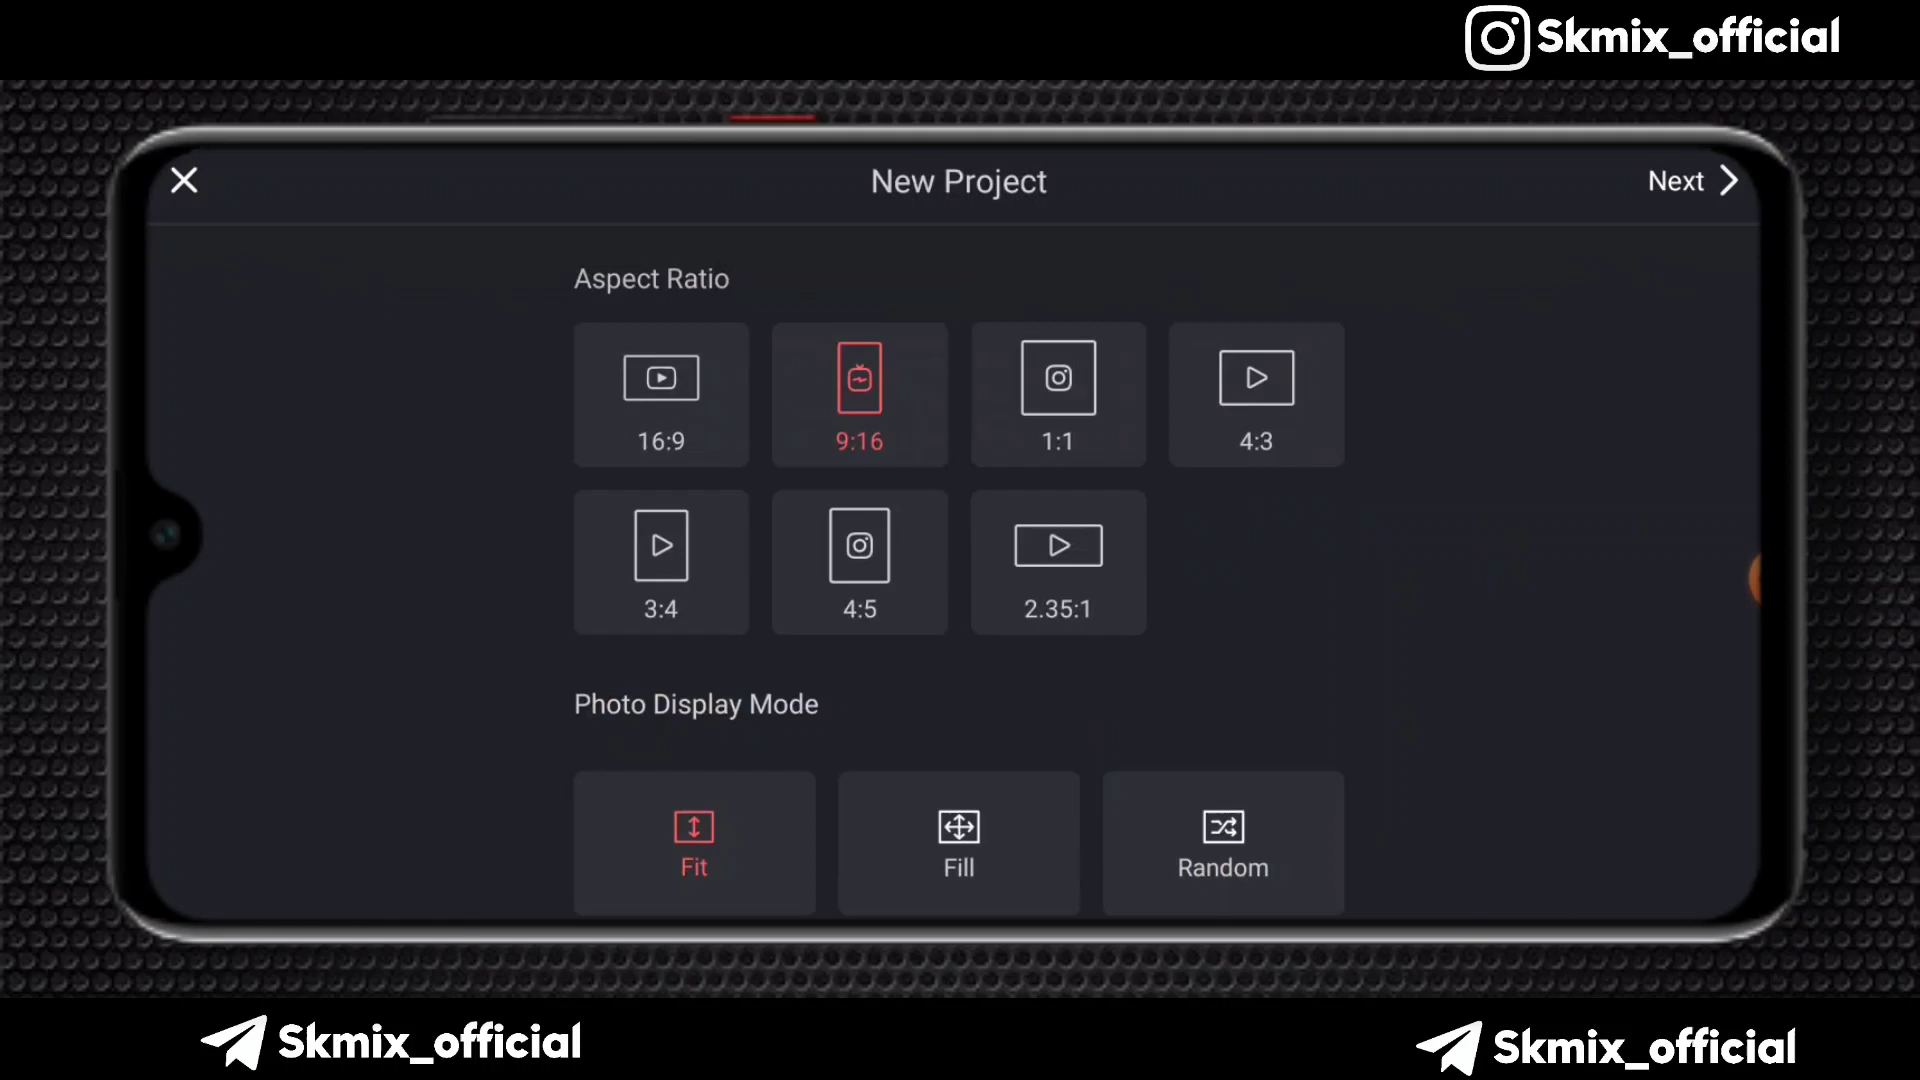 Skmix_official
New Project
Next
Aspect Ratio
16:9
9:16
1:1
4:3
3:4
4:5
2.35:1
Photo Display Mode
Fit
Fill
Random
Skmix_official
Skmix_official